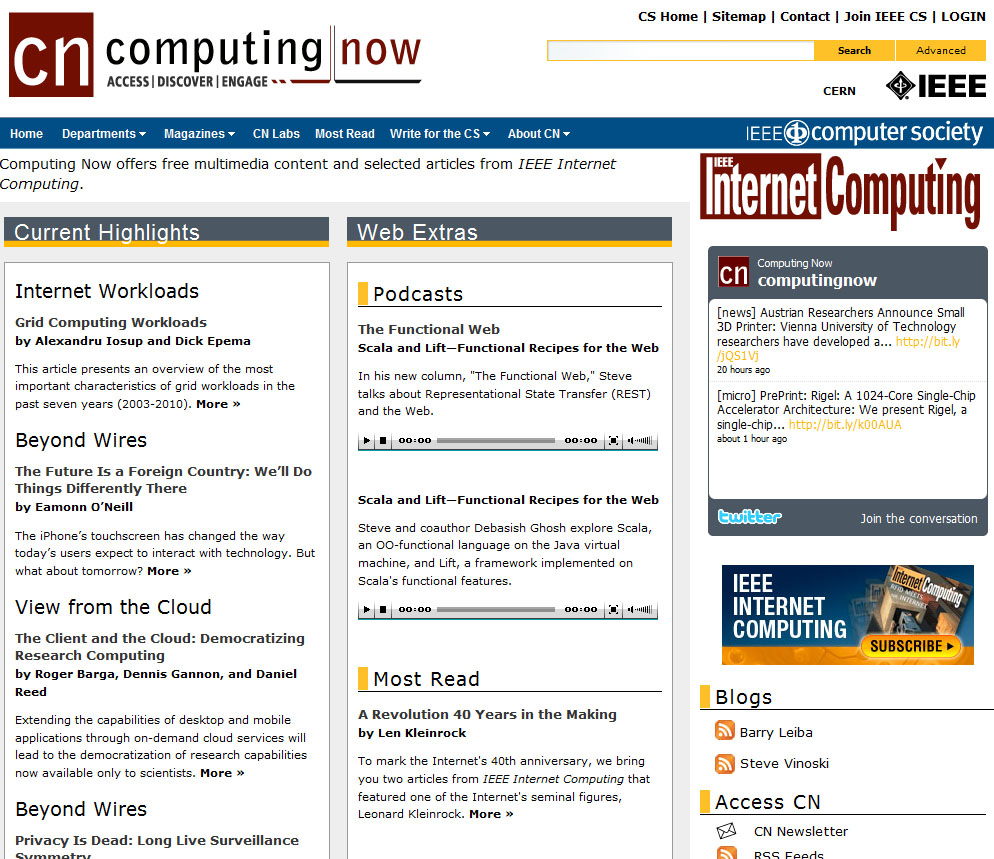 CS Home | Sitemap | Contact | Join IEEE CS | LOGIN
cn computing now
ACCESS | DISCOVER | ENGAGE
Search Advanced
CERN IEEE
Home Departments Magazines CN Labs Most Read Write for the CS About CN
IEEE computer society
Computing Now offers free multimedia content and selected articles from IEEE Internet
Computing.
IEEE
Internet Computing
Current Highlights
Internet Workloads
Grid Computing Workloads
by Alexandru Iosup and Dick Epema
This article presents an overview of the most
important characteristics of grid workloads in the
past seven years (2003-2010). More »
Beyond Wires
The Future Is a Foreign Country: We’ll Do
Things Differently There
by Eamonn O’Neill
The iPhone’s touchscreen has changed the way
today’s users expect to interact with technology. But
what about tomorrow? More »
View from the Cloud
The Client and the Cloud: Democratizing
Research Computing
by Roger Barga, Dennis Gannon, and Daniel
Reed
Extending the capabilities of desktop and mobile
applications through on-demand cloud services will
lead to the democratization of research capabilities
now available only to scientists. More »
Beyond Wires
Privacy Is Dead: Long Live Surveillance
Symmetry
Web Extras
Podcasts
The Functional Web
Scala and Lift—Functional Recipes for the Web
In his new column, "The Functional Web," Steve
talks about Representational State Transfer (REST)
and the Web.
00:00 00:00
Scala and Lift—Functional Recipes for the Web
Steve and coauthor Debasish Ghosh explore Scala,
an OO-functional language on the Java virtual
machine, and Lift, a framework implemented on
Scala's functional features.
00:00 00:00
Most Read
A Revolution 40 Years in the Making
by Len Kleinrock
To mark the Internet's 40th anniversary, we bring
you two articles from IEEE Internet Computing that
featured one of the Internet's seminal figures,
Leonard Kleinrock. More »
cn
Computing Now
computingnow
[news] Austrian Researchers Announce Small
3D Printer: Vienna University of Technology
researchers have developed a... http://bit.ly
/jQS1Vj
20 hours ago
[micro] PrePrint: Rigel: A 1024-Core Single-Chip
Accelerator Architecture: We present Rigel, a
single-chip... http://bit.ly/k00AUA
about 1 hour ago
twitter Join the conversation
IEEE
INTERNET
COMPUTING
Internet Computing
SUBSCRIBE
Blogs
Barry Leiba
Steve Vinoski
Access CN
CN Newsletter
RSS Feeds